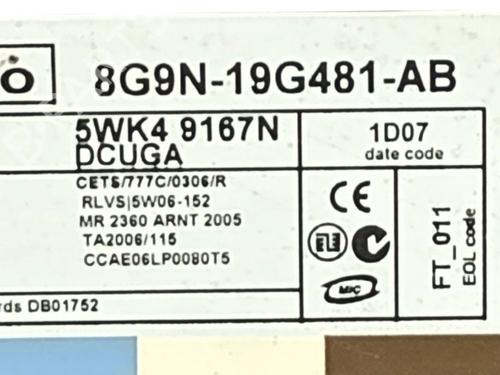 O 8G9N-19G481-AB
5WK4 9167N
DCUGA
1D07
date code
CETS/777C/0306/R
RLVS|5W06-152
MR 2360 ARNT 2005
TA2006/115
CCAE06LP0080T5
CE
MIC
FT_011
EOL code
rds DB01752